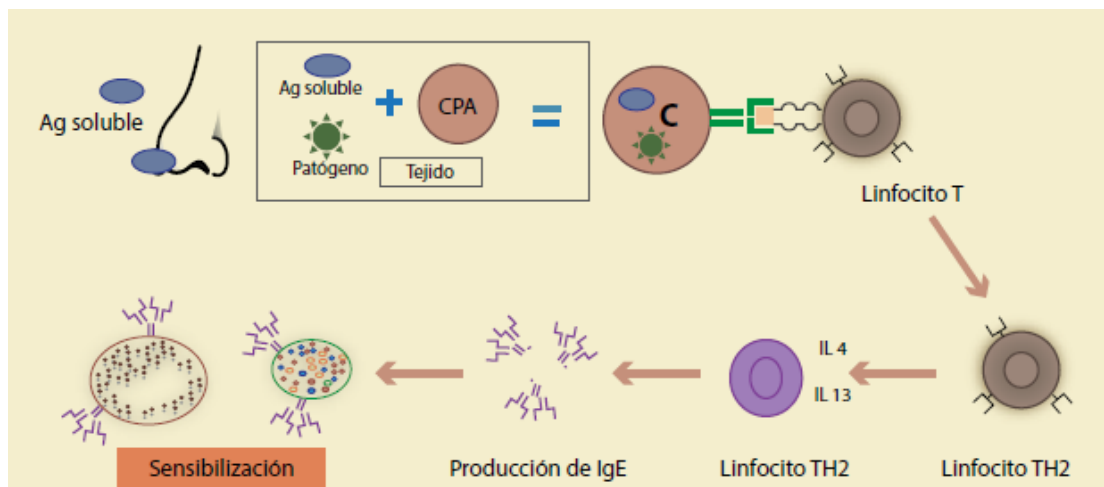 Ag soluble
Ag soluble
Patógeno
CPA
Tejido
C
Linfocito T
IL 4
IL 13
Sensibilización
Producción de IgE
Linfocito TH2
Linfocito TH2